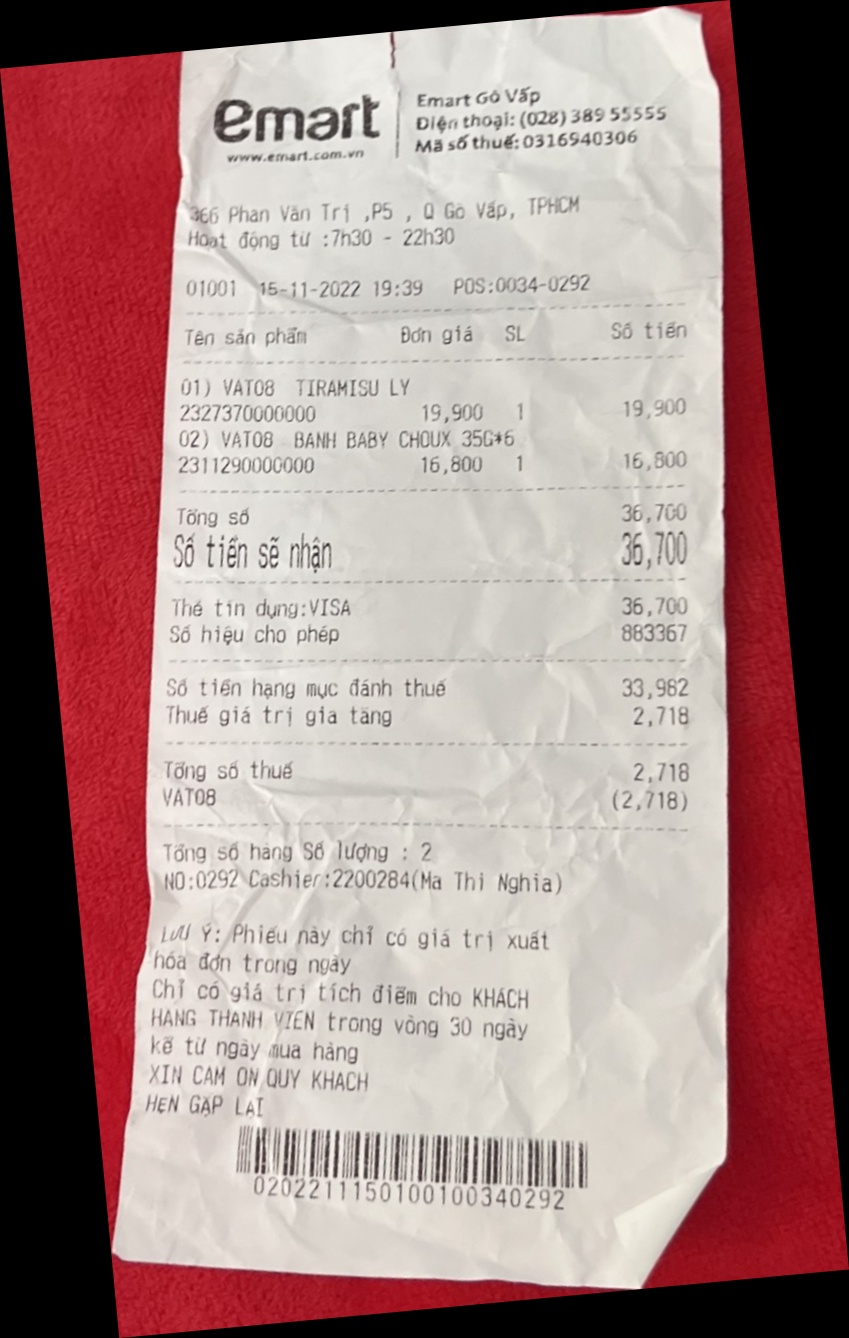 emart
www.emart.com.vn
Emart Gò Vấp
Điện thoại: (028) 389 55555
Mã số thuế: 0316940306
366 Phan Văn Trị ,P5 , Q Gò Vấp, TPHCM
Hoạt động từ :7h30 - 22h30
01001 15-11-2022 19:39 POS:0034-0292
Tên sản phẩm Đơn giá SL Số tiền
01) VAT08 TIRAMISU LY
2327370000000 19,900 1 19,900
02) VAT08 BANH BABY CHOUX 35G*6
2311290000000 16,800 1 16,800
Tổng số 36,700
Số tiền sẽ nhận 36,700
Thẻ tín dụng:VISA 36,700
Số hiệu cho phép 883367
Số tiền hạng mục đánh thuế 33,982
Thuế giá trị gia tăng 2,718
Tổng số thuế 2,718
VAT08 (2,718)
Tổng số hàng Số lượng : 2
NO:0292 Cashier:2200284(Ma Thi Nghia)
LƯU Ý: Phiếu này chỉ có giá trị xuất
hóa đơn trong ngày
Chỉ có giá trị tích điểm cho KHÁCH
HÀNG THÀNH VIÊN trong vòng 30 ngày
kể từ ngày mua hàng
XIN CẢM ƠN QUÝ KHÁCH
HẸN GẶP LẠI
0202211150100100340292